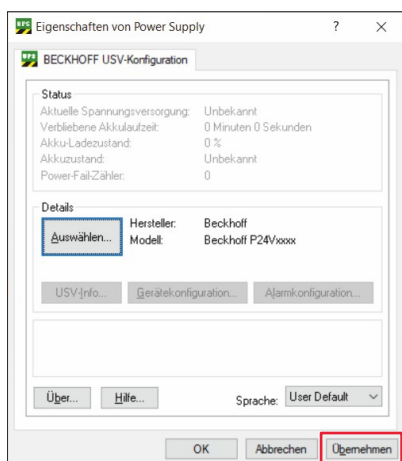 Eigenschaften von Power Supply ? ×
BECKHOFF USV-Konfiguration
Status
Aktuelle Spannungsversorgung: Unbekannt
Verbliebene Akkulaufzeit: 0 Minuten 0 Sekunden
Akku-Ladezustand: 0 %
Akkuzustand: Unbekannt
Power-Fail-Zähler: 0
Details
Auswählen... Hersteller: Beckhoff
Modell: Beckhoff P24Vxxxx
USV-Info... Gerätekonfiguration... Alarmkonfiguration...
Über... Hilfe... Sprache: User Default
OK Abbrechen Übernehmen